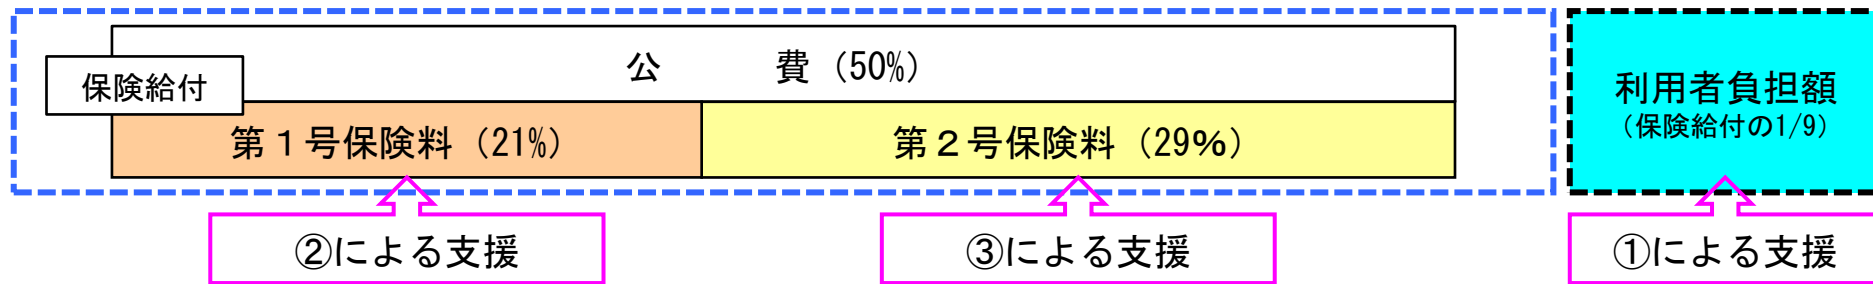 公　　費（50%）
保険給付
第１号保険料（21%）
第２号保険料（29%）
利用者負担額
（保険給付の1/9）
②による支援
③による支援
①による支援